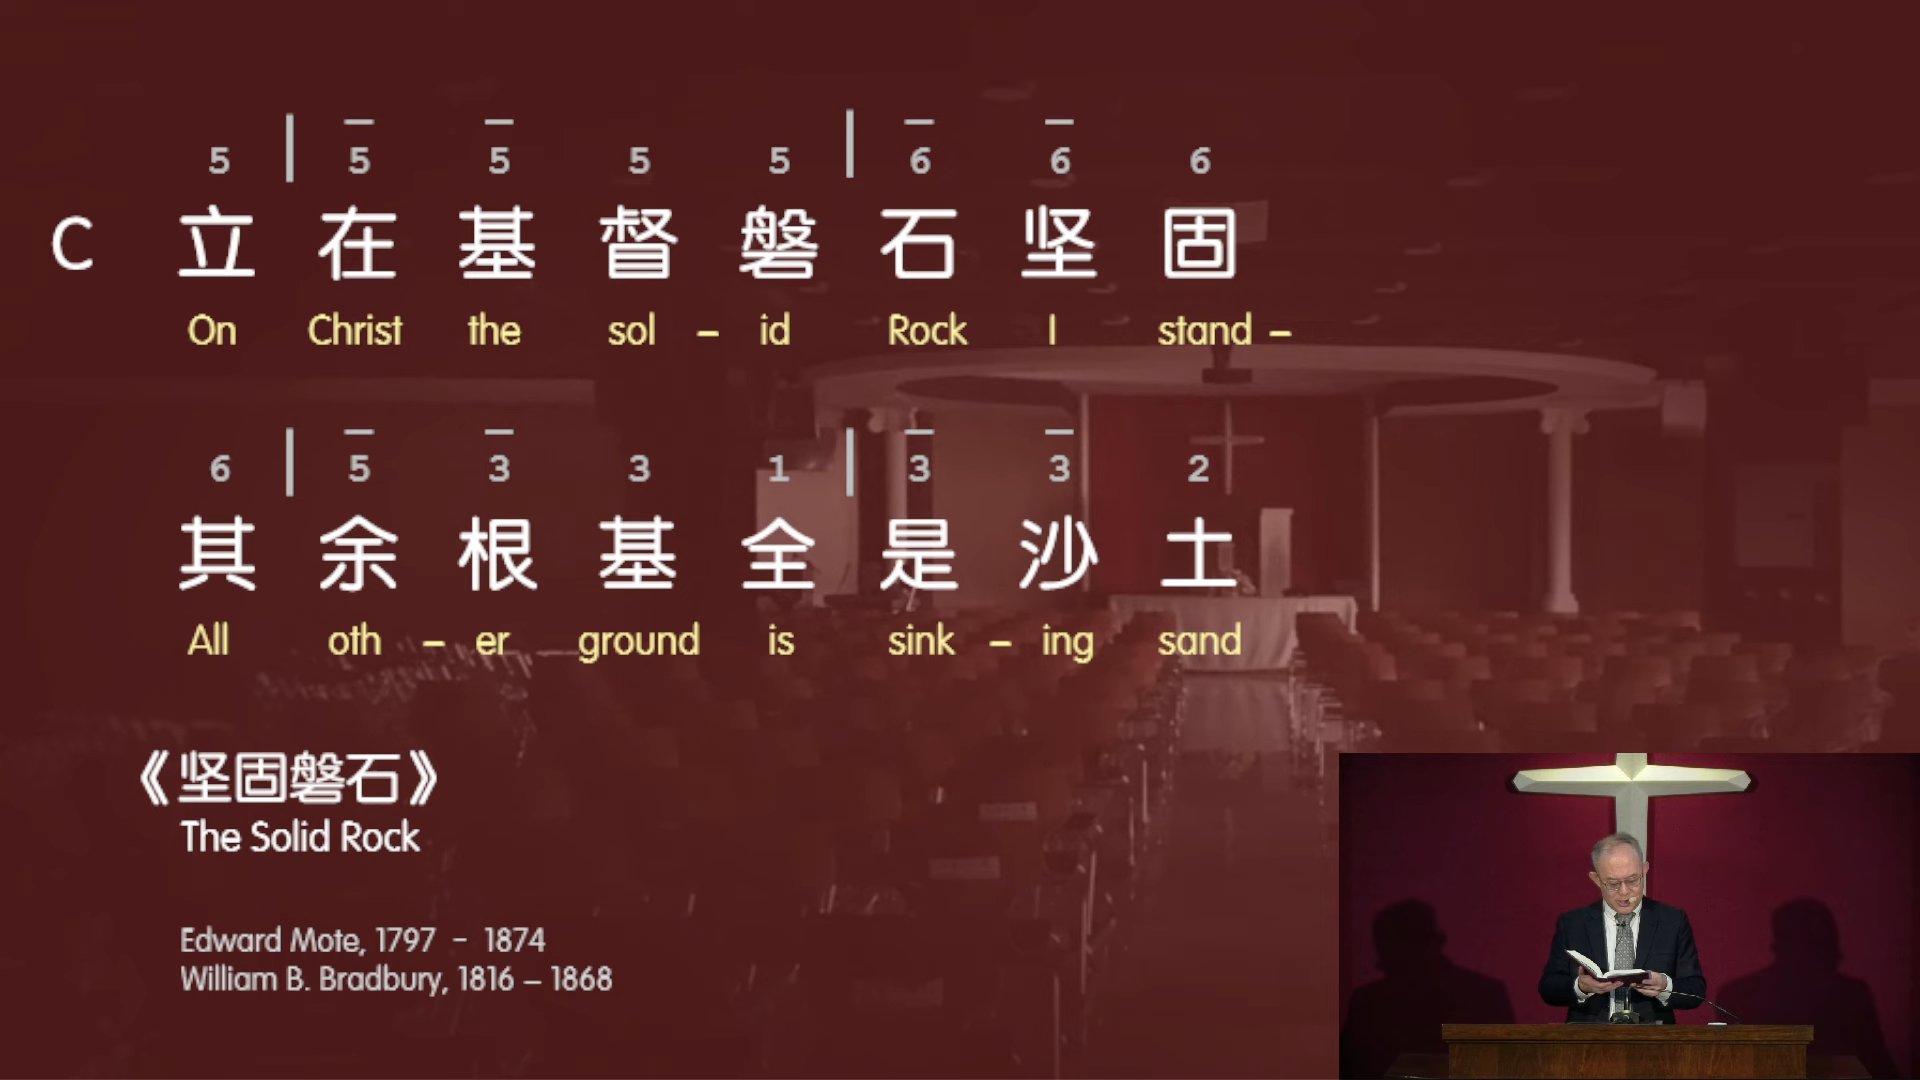 5 | 5 5 5 5 | 6 6 6
C 立 在 基 督 磐 石 坚 固
On Christ the sol – id Rock I stand –
6 | 5 3 3 1 | 3 3 2
其 余 根 基 全 是 沙 土
All oth – er ground is sink – ing sand
《坚固磐石》
The Solid Rock
Edward Mote, 1797 - 1874
William B. Bradbury, 1816 – 1868